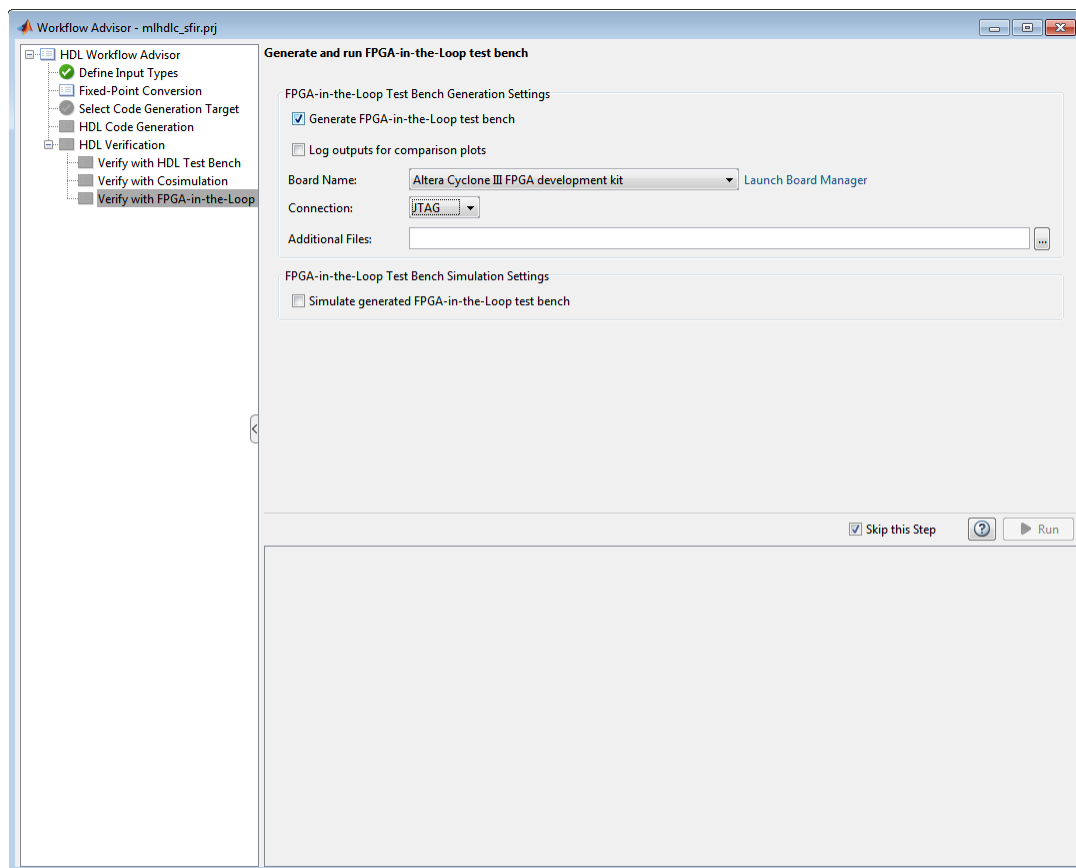 Workflow Advisor - mlhdlc_sfir.prj
HDL Workflow Advisor
Define Input Types
Fixed-Point Conversion
Select Code Generation Target
HDL Code Generation
HDL Verification
Verify with HDL Test Bench
Verify with Cosimulation
Verify with FPGA-in-the-Loop
Generate and run FPGA-in-the-Loop test bench
FPGA-in-the-Loop Test Bench Generation Settings
Generate FPGA-in-the-Loop test bench
Log outputs for comparison plots
Board Name: Altera Cyclone III FPGA development kit Launch Board Manager
Connection: JTAG
Additional Files: ...
FPGA-in-the-Loop Test Bench Simulation Settings
Simulate generated FPGA-in-the-Loop test bench
Skip this Step ? Run